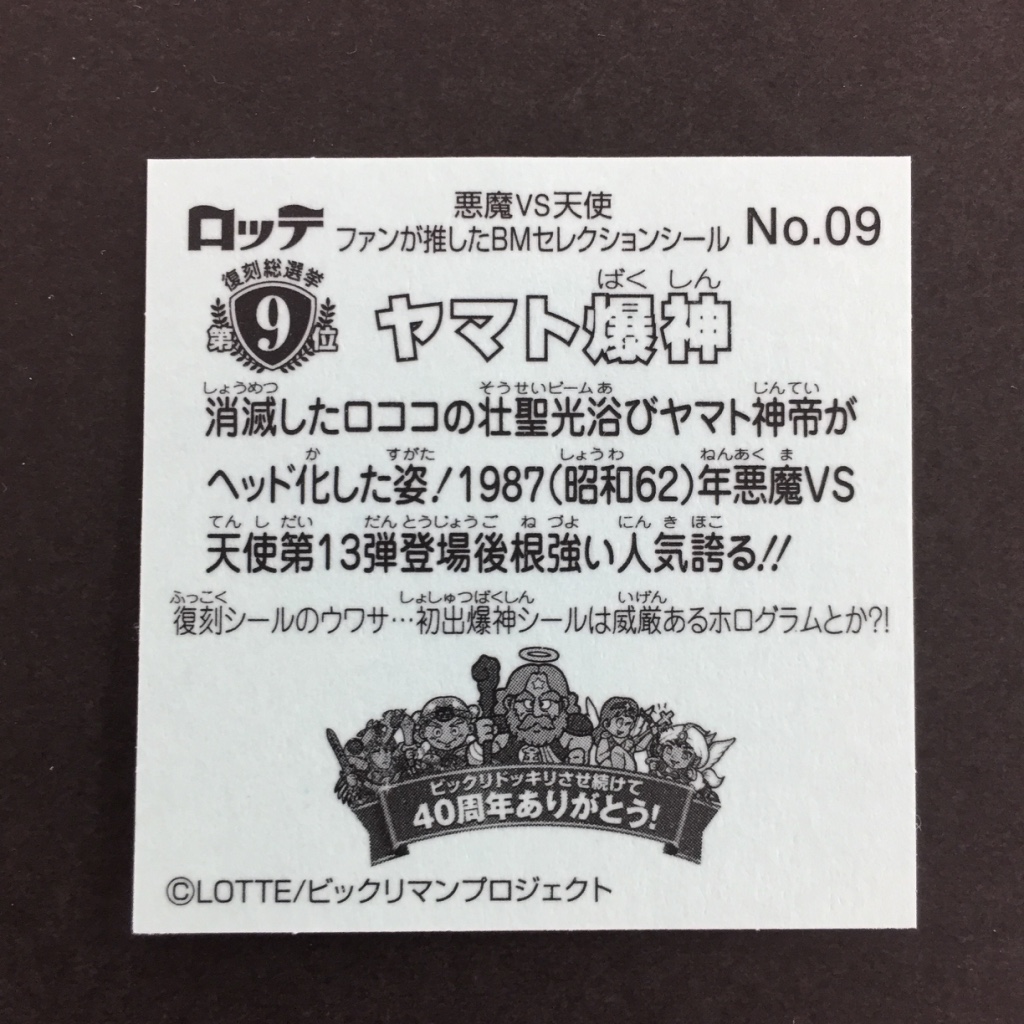 ロッテ
悪魔VS天使
ファンが推したBMセレクションシール
No.09
復刻総選挙
第9位
ばく しん
ヤマト爆神
しょうめつ そうせいビームあ じんてい
消滅したロココの壮聖光浴びヤマト神帝が
か すがた しょうわ ねんあくま
ヘッド化した姿!1987(昭和62)年悪魔VS
てんしだい だんとうじょうご ねづよ にんきほこ
天使第13弾登場後根強い人気誇る!!
ふっこく しょしゅつばくしん いげん
復刻シールのウワサ…初出爆神シールは威厳あるホログラムとか?!
ビックリドッキリさせ続けて
40周年ありがとう!
©LOTTE/ビックリマンプロジェクト